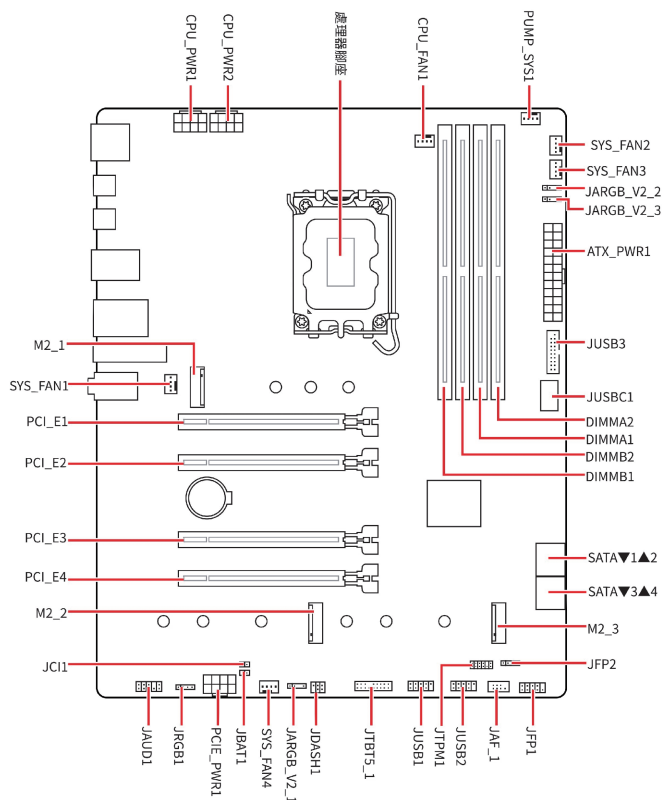 CPU_PWR1
CPU_PWR2
處理器腳座
CPU_FAN1
PUMP_SYS1
SYS_FAN2
SYS_FAN3
JARGB_V2_2
JARGB_V2_3
ATX_PWR1
M2_1
JUSB3
SYS_FAN1
JUSBC1
PCI_E1
DIMMA2
DIMMA1
DIMMB2
PCI_E2
DIMMB1
PCI_E3
SATA▼1▲2
PCI_E4
SATA▼3▲4
M2_2
M2_3
JCI1
JFP2
JAUD1
JRGB1
PCIE_PWR1
JBAT1
SYS_FAN4
JARGB_V2_1
JDASH1
JTBT5_1
JUSB1
JTPM1
JUSB2
JAF_1
JFP1